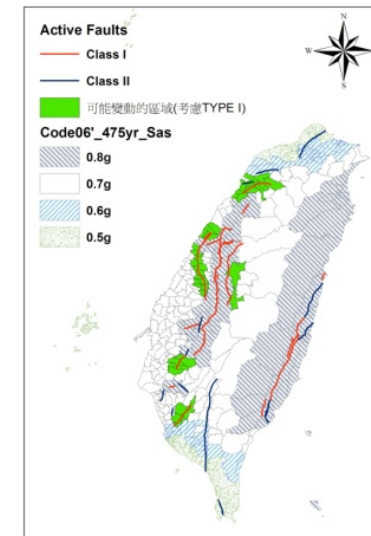 Active Faults
Class I
Class II
可能變動的區域(考慮TYPE I)
Code06'_475yr_Sas
0.8g
0.7g
0.6g
0.5g
N
W
E
S